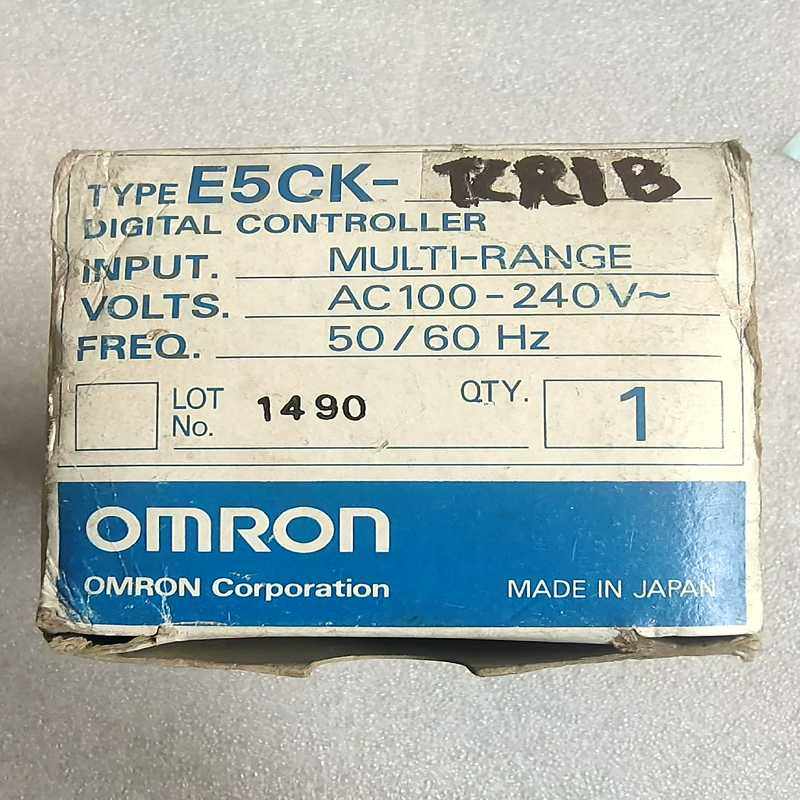 TYPE E5CK- TCR1B
DIGITAL CONTROLLER
INPUT. MULTI-RANGE
VOLTS. AC100-240V~
FREQ. 50/60 Hz
LOT No. 1490 QTY. 1
OMRON
OMRON Corporation MADE IN JAPAN